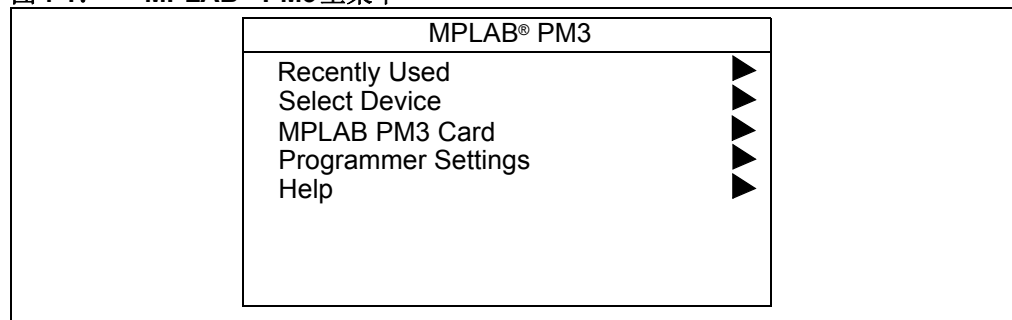 MPLAB® PM3
Recently Used
Select Device
MPLAB PM3 Card
Programmer Settings
Help